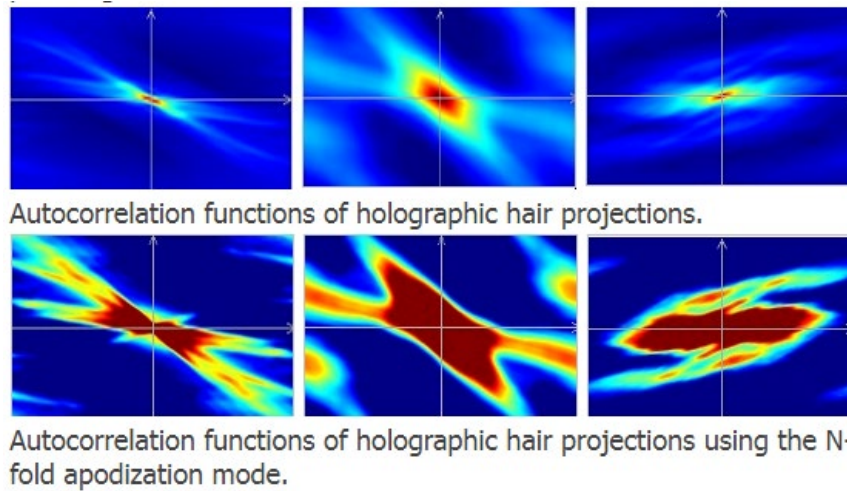 Autocorrelation functions of holographic hair projections.
Autocorrelation functions of holographic hair projections using the N-
fold apodization mode.